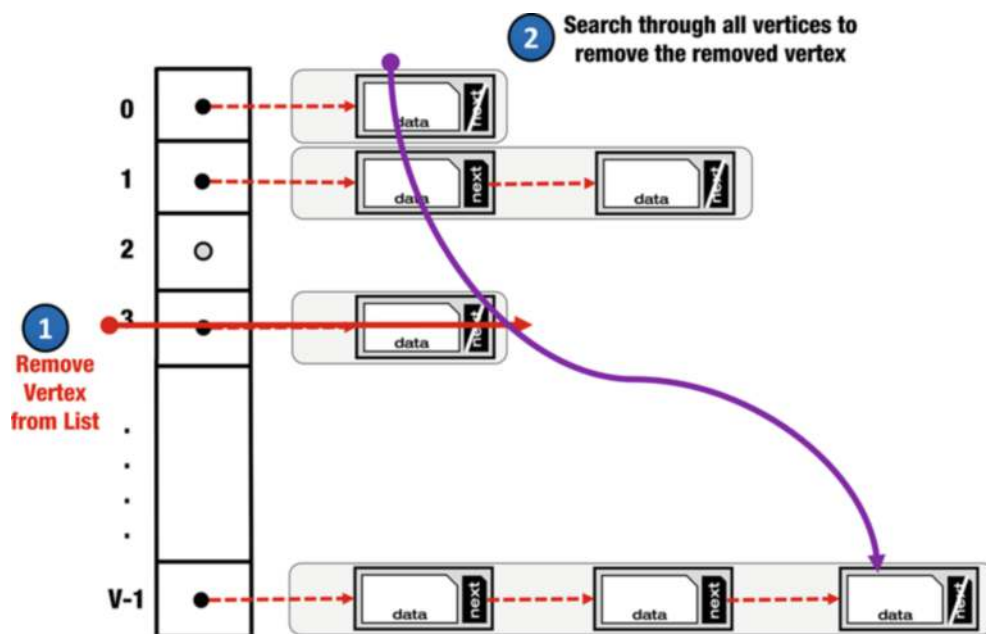 2
Search through all vertices to
remove the removed vertex
0
data next
1
data next data next
2
1
3
data next
Remove
Vertex
from List
.
.
.
.
V-1
data next data next data next